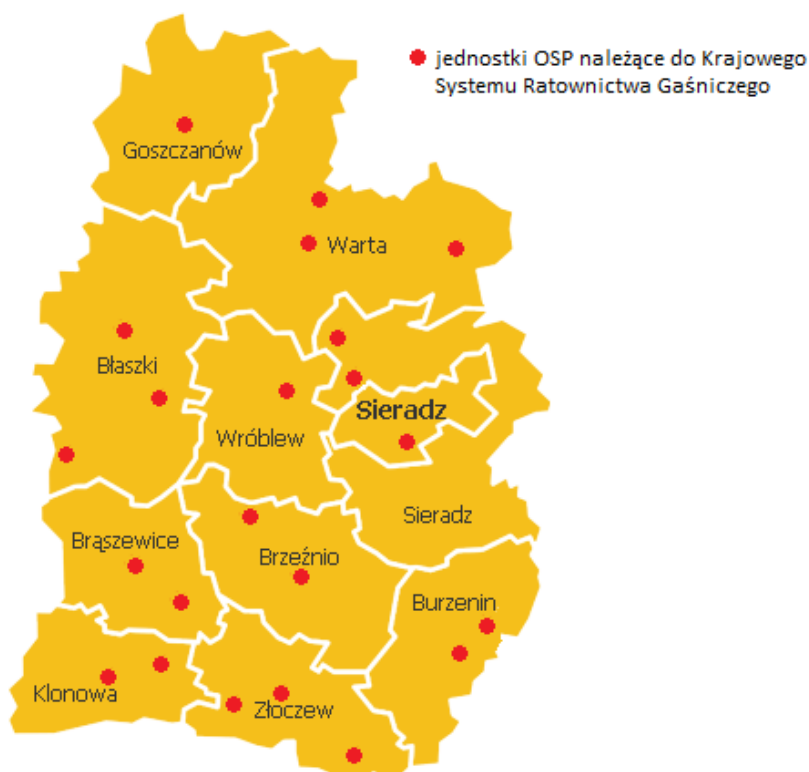 jednostki OSP należące do Krajowego
Systemu Ratownictwa Gaśniczego
Goszczanów
Warta
Błaszki
Sieradz
Wróblew
Sieradz
Brąszewice
Brzeźnio
Burzenin
Klonowa
Złoczew